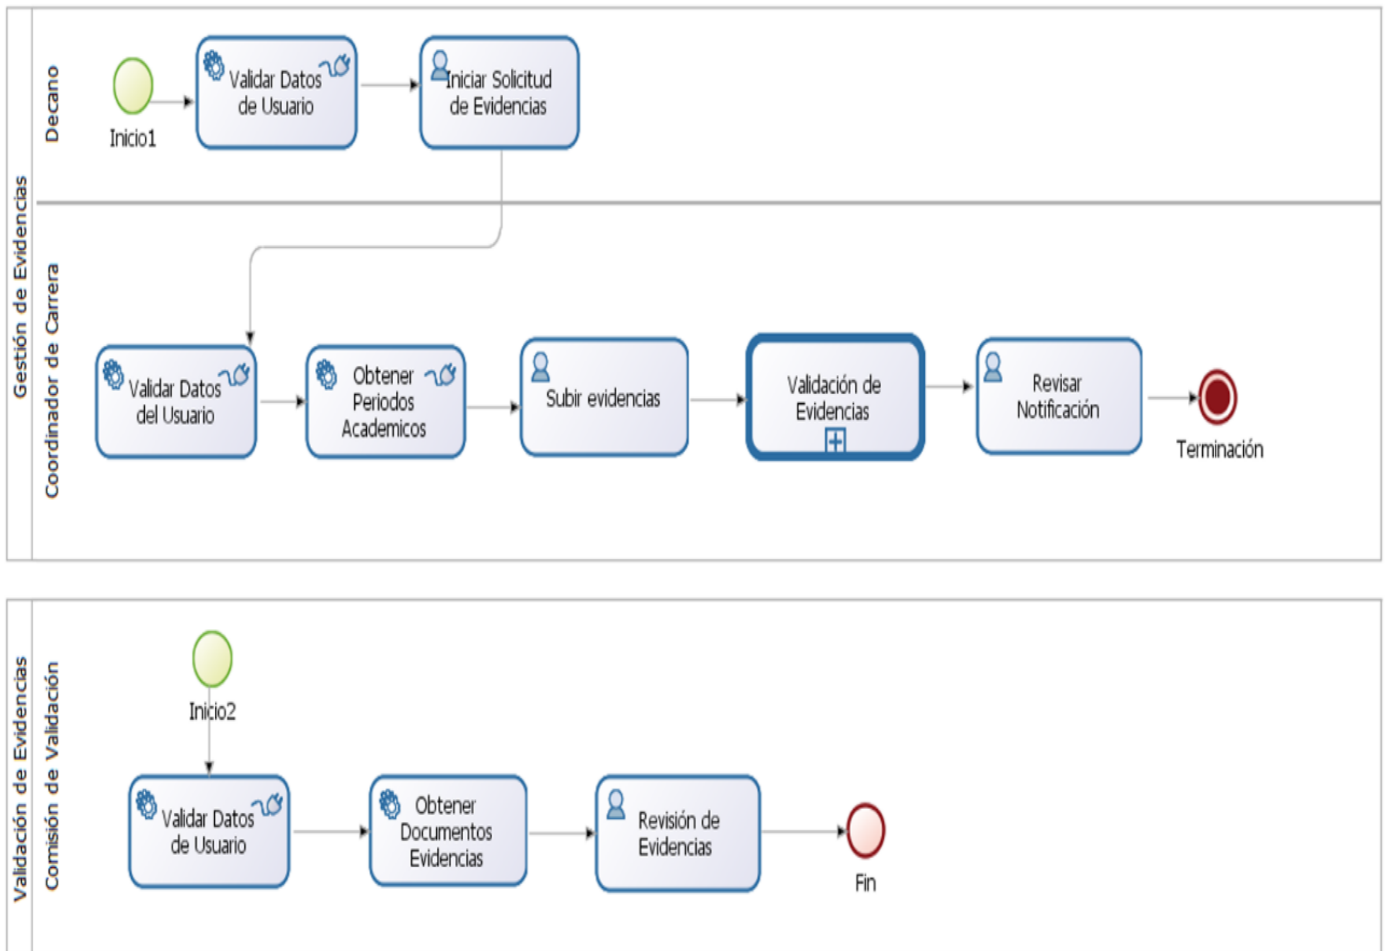 Gestión de Evidencias
Decano
Inicio1
Validar Datos
de Usuario
Iniciar Solicitud
de Evidencias
Coordinador de Carrera
Validar Datos
del Usuario
Obtener
Periodos
Academicos
Subir evidencias
Validación de
Evidencias
Revisar
Notificación
Terminación
Validación de Evidencias
Comisión de Validación
Inicio2
Validar Datos
de Usuario
Obtener
Documentos
Evidencias
Revisión de
Evidencias
Fin